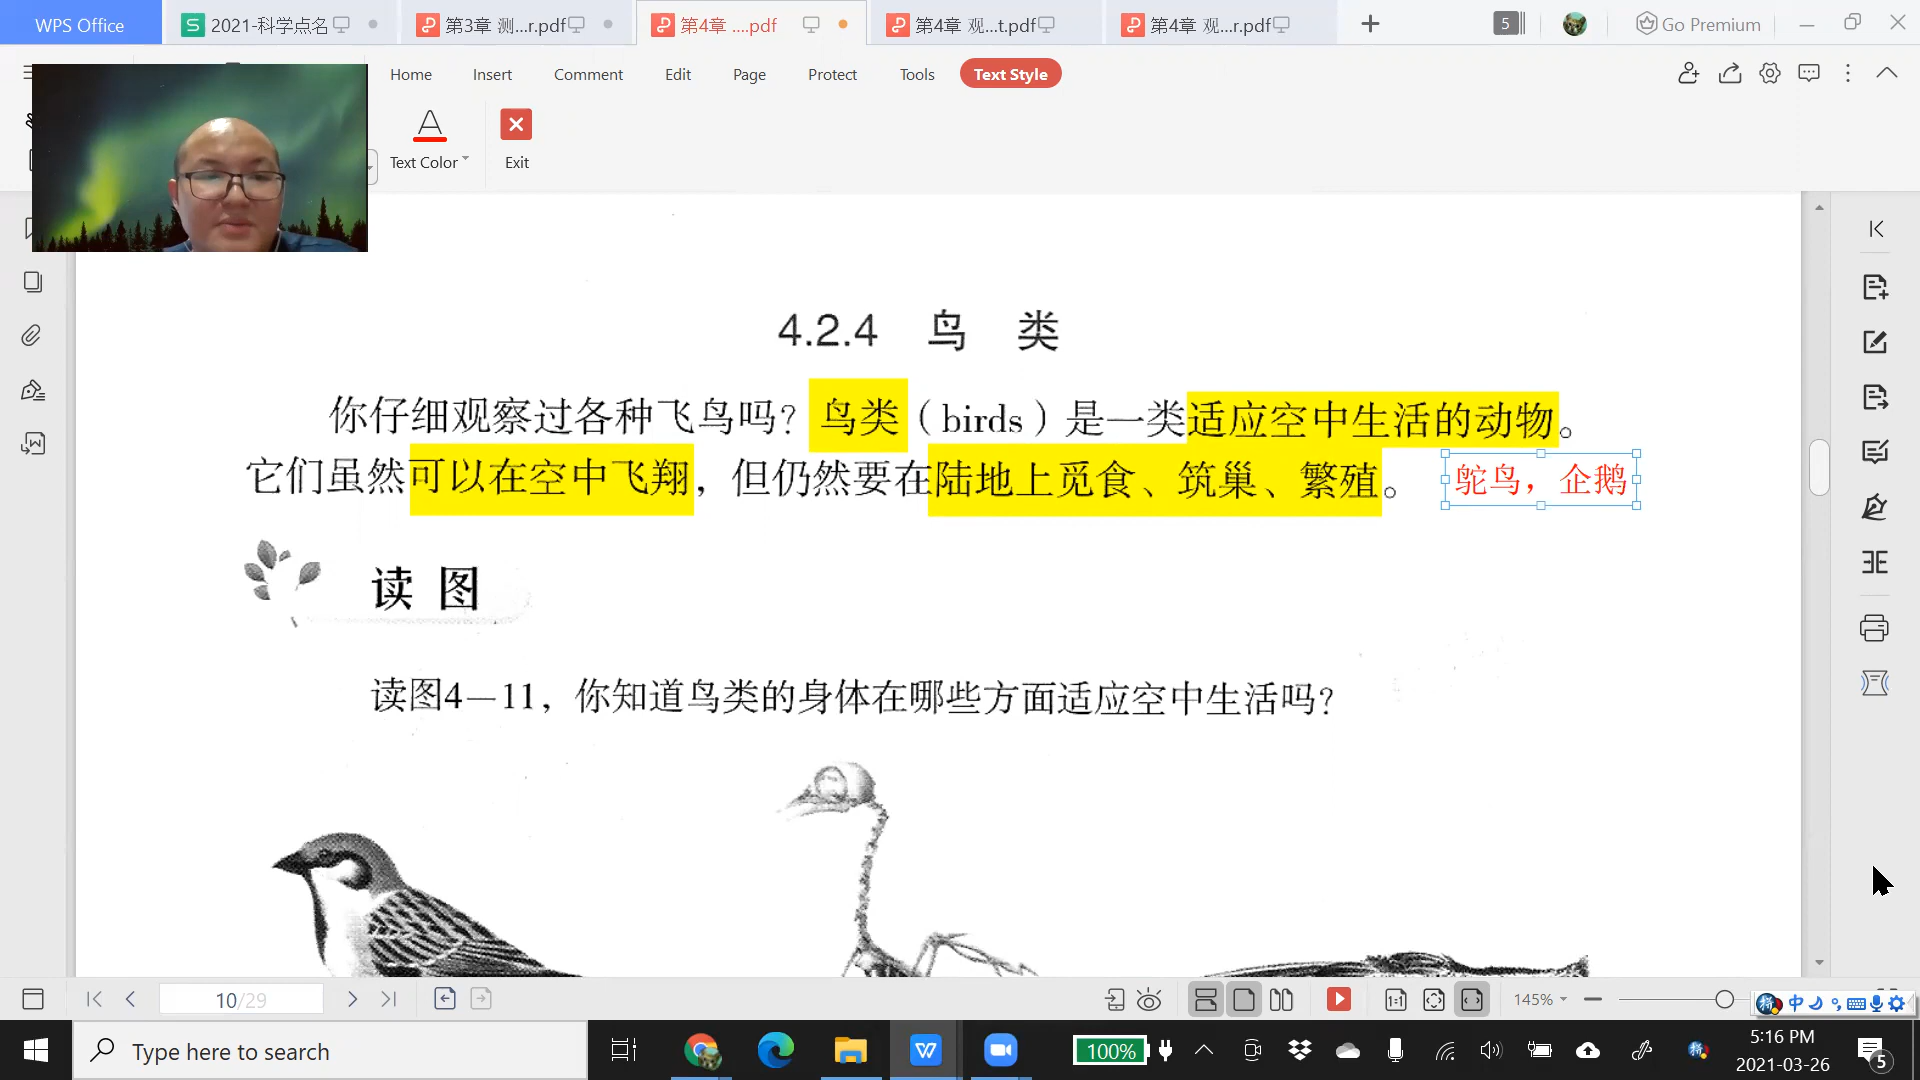 WPS Office
2021-科学点名
第3章 测...r.pdf
第4章 ....pdf
第4章 观...t.pdf
第4章 观...r.pdf
5
Go Premium
Home
Insert
Comment
Edit
Page
Protect
Tools
Text Style
Text Color
Exit
4.2.4 鸟 类
你仔细观察过各种飞鸟吗？鸟类（birds）是一类适应空中生活的动物。
它们虽然可以在空中飞翔，但仍然要在陆地上觅食、筑巢、繁殖。
鸵鸟，企鹅
读 图
读图4—11，你知道鸟类的身体在哪些方面适应空中生活吗？
10/29
1:1
145%
拼 中
Type here to search
100%
拼
5:16 PM
2021-03-26
5